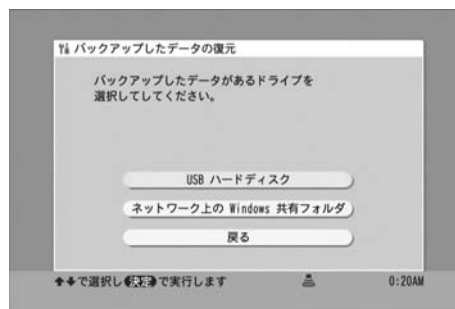 バックアップしたデータの復元
バックアップしたデータがあるドライブを
選択してしてください。
USB ハードディスク
ネットワーク上の Windows 共有フォルダ
戻る
↑↓で選択し決定で実行します 0:20AM